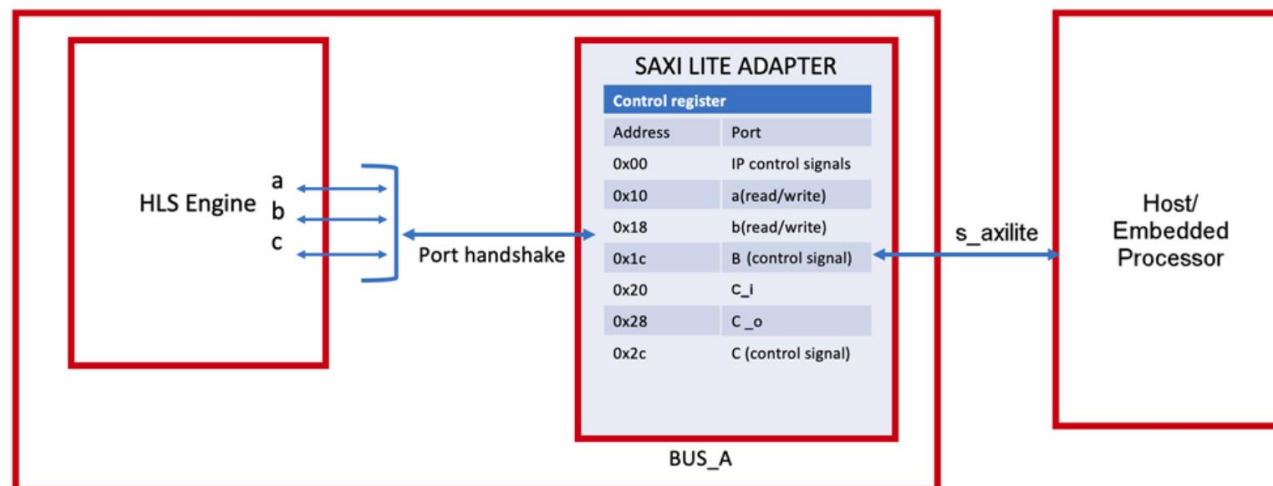 HLS Engine
a
b
c
Port handshake
SAXI LITE ADAPTER
Control register
Address Port
0x00 IP control signals
0x10 a(read/write)
0x18 b(read/write)
0x1c B (control signal)
0x20 C_i
0x28 C _o
0x2c C (control signal)
BUS_A
s_axilite
Host/
Embedded
Processor